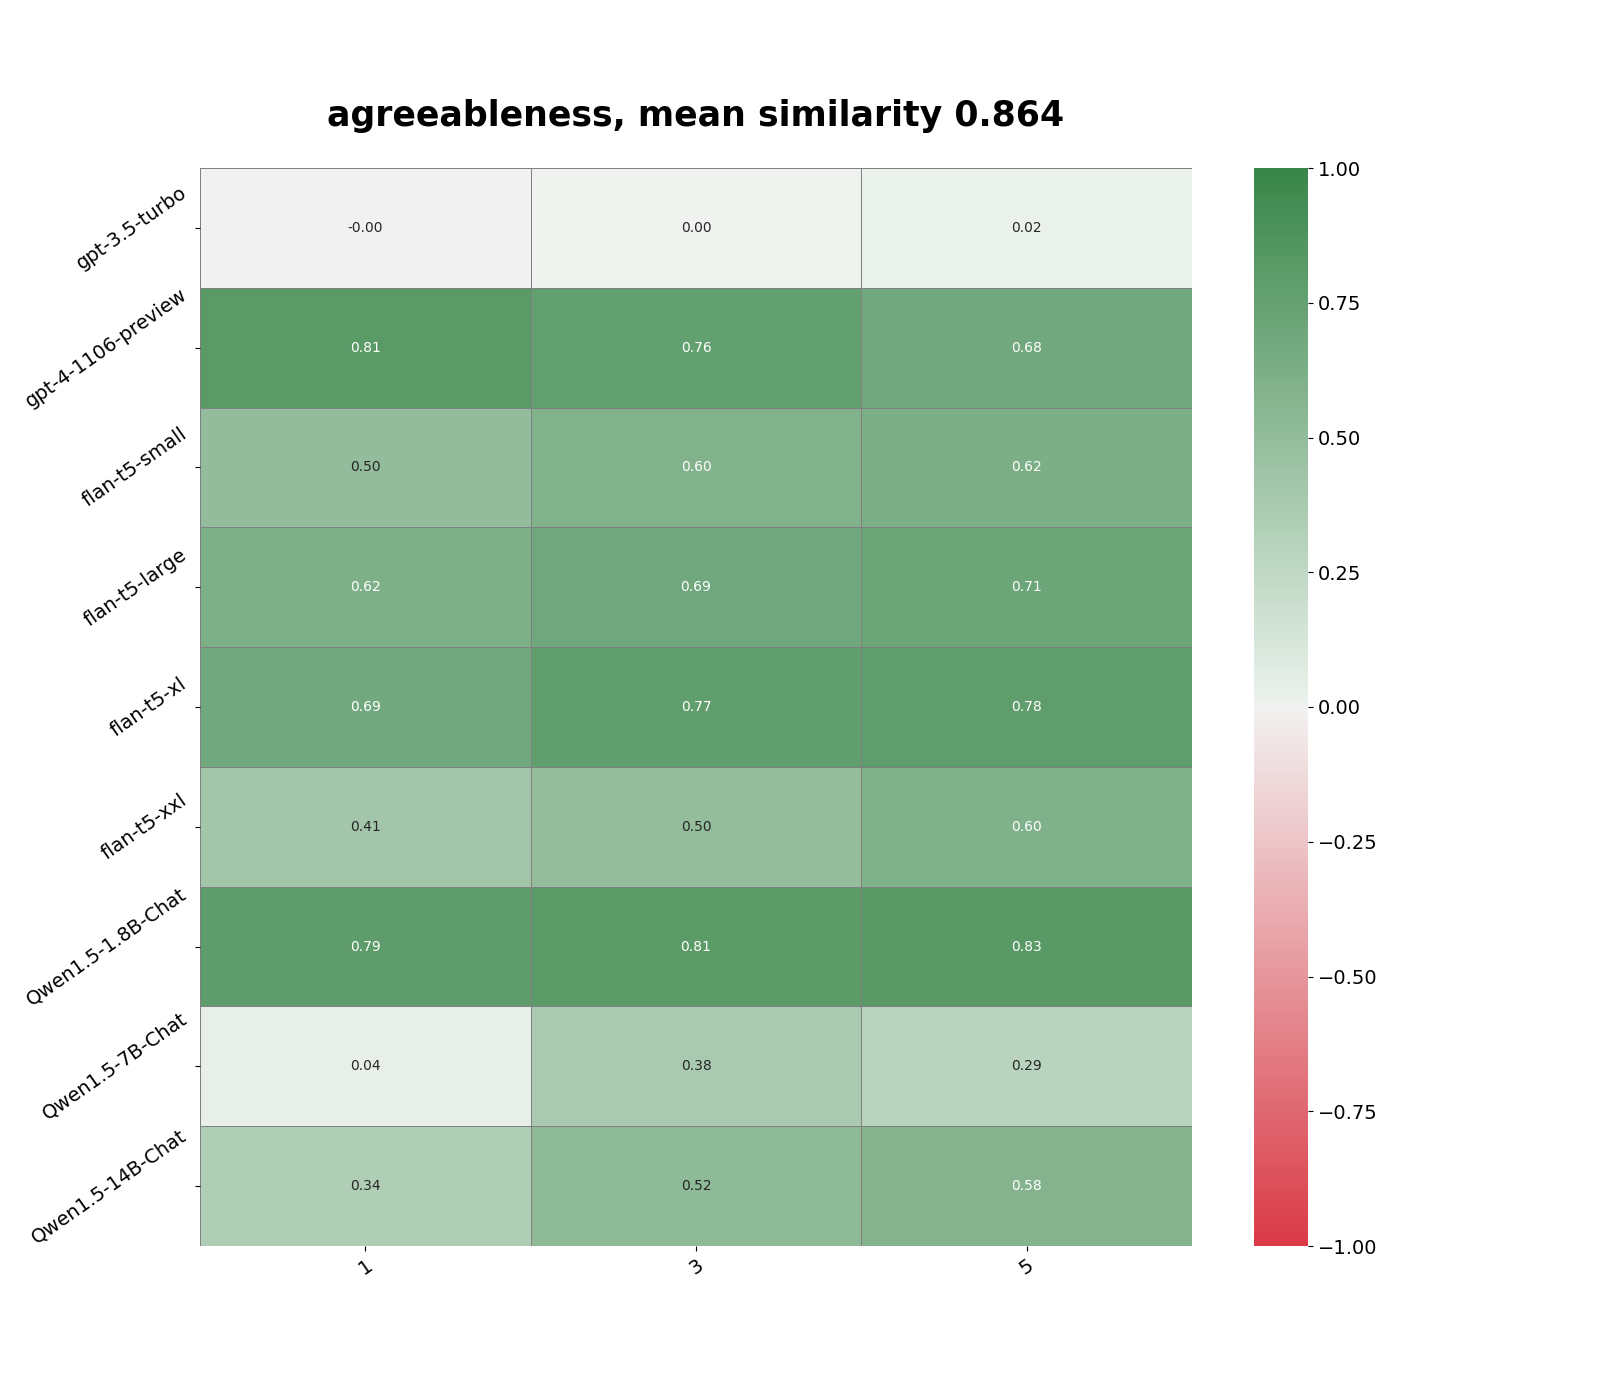 agreeableness, mean similarity 0.864
gpt-3.5-turbo -0.00 0.00 0.02
gpt-4-1106-preview 0.81 0.76 0.68
flan-t5-small 0.50 0.60 0.62
flan-t5-large 0.62 0.69 0.71
flan-t5-xl 0.69 0.77 0.78
flan-t5-xxl 0.41 0.50 0.60
Qwen1.5-1.8B-Chat 0.79 0.81 0.83
Qwen1.5-7B-Chat 0.04 0.38 0.29
Qwen1.5-14B-Chat 0.34 0.52 0.58
1 3 5
1.00
0.75
0.50
0.25
0.00
−0.25
−0.50
−0.75
−1.00